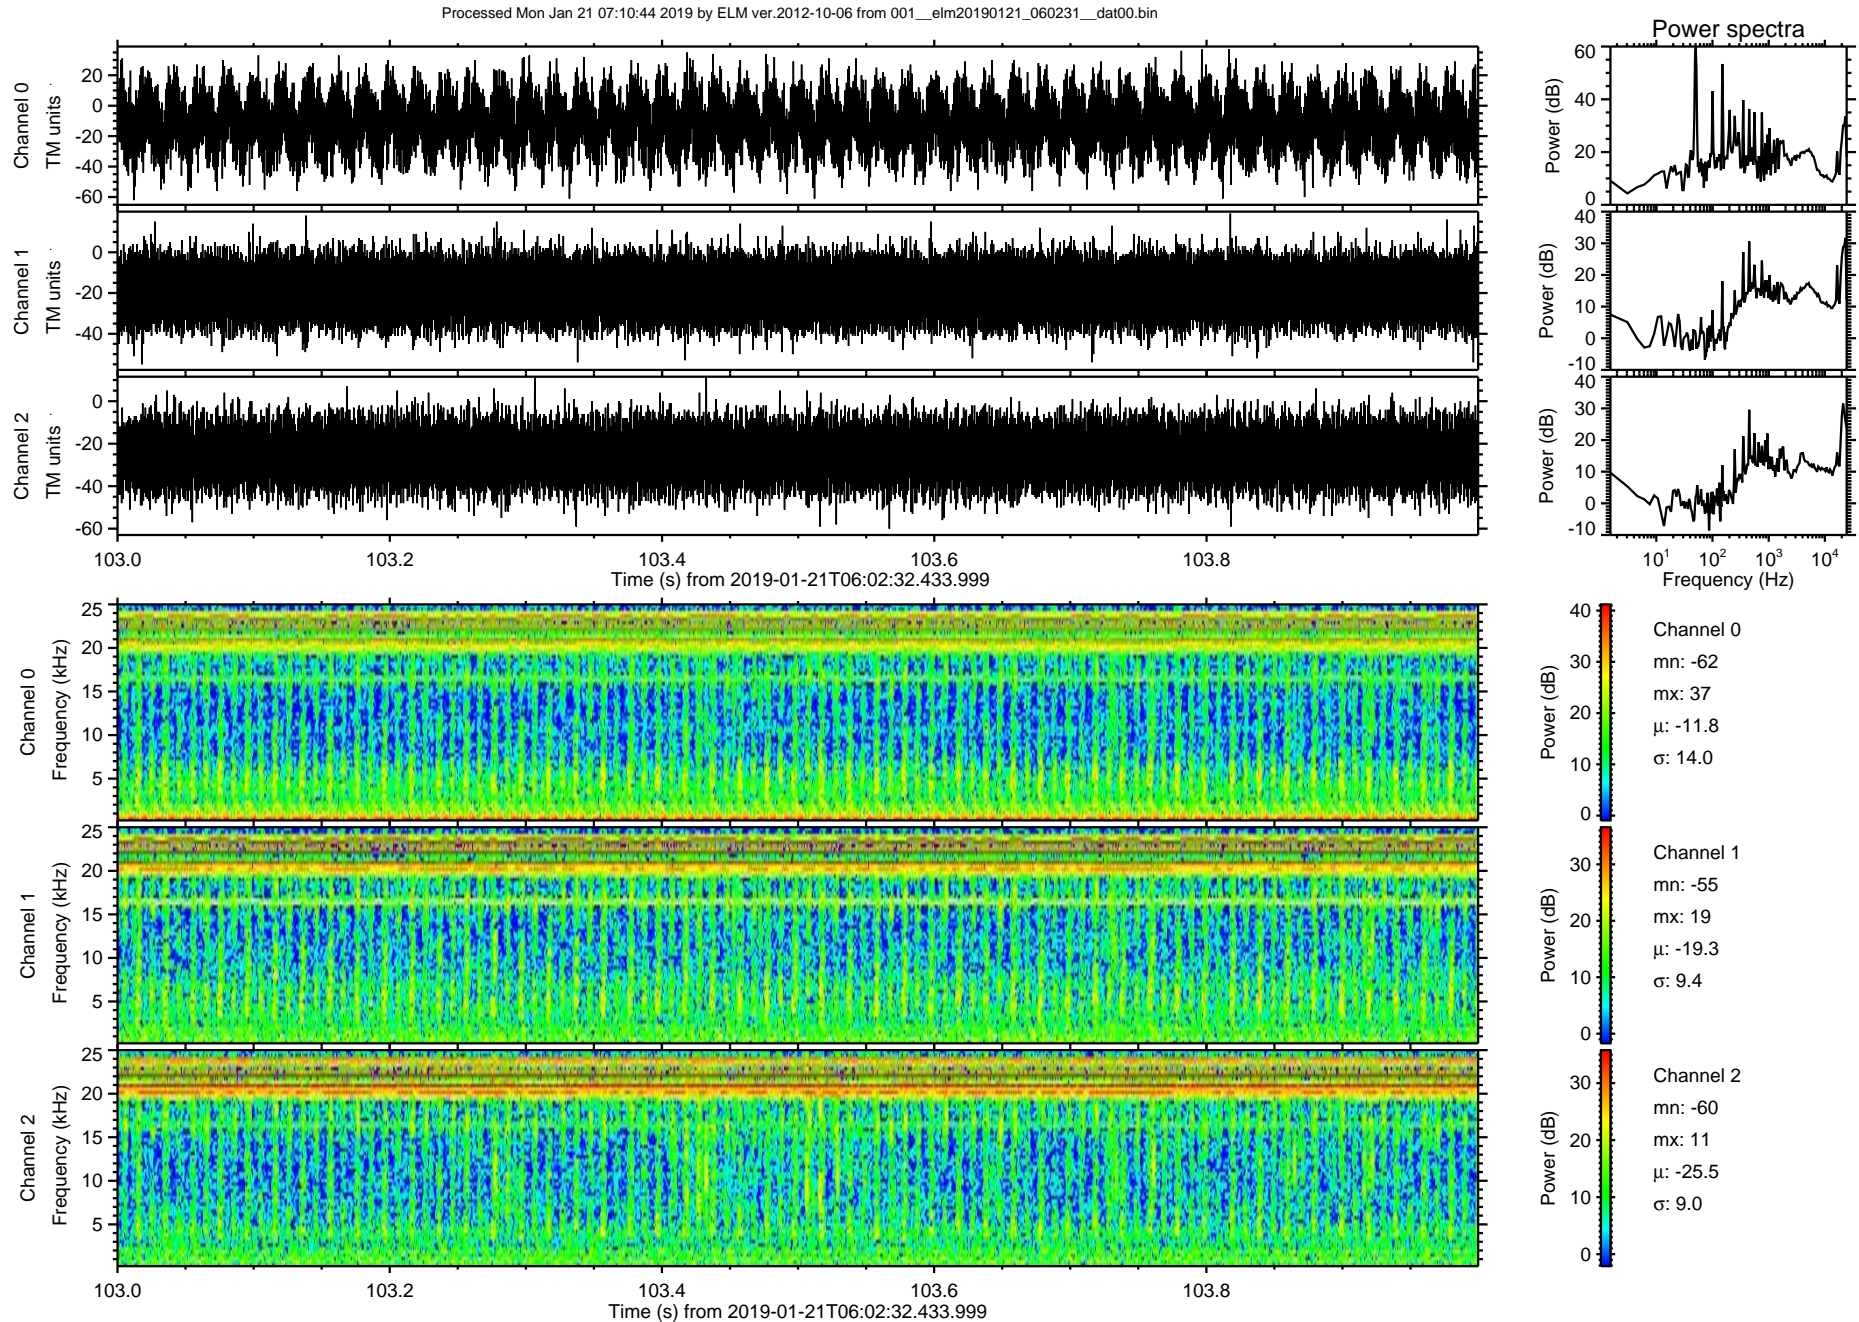 Processed Mon Jan 21 07:10:44 2019 by ELM ver.2012-10-06 from 001__elm20190121_060231__dat00.bin
Power spectra
Channel 0
TM units
20
0
-20
-40
-60
Power (dB)
60
40
20
0
Channel 1
TM units
0
-20
-40
Power (dB)
40
30
20
10
0
-10
Channel 2
TM units
0
-20
-40
-60
Power (dB)
40
30
20
10
0
-10
103.0 103.2 103.4 103.6 103.8
Time (s) from 2019-01-21T06:02:32.433.999
10^1 10^2 10^3 10^4
Frequency (Hz)
Channel 0
Frequency (kHz)
25
20
15
10
5
Power (dB)
40
30
20
10
0
Channel 0
mn: -62
mx: 37
μ: -11.8
σ: 14.0
Channel 1
Frequency (kHz)
25
20
15
10
5
Power (dB)
30
20
10
0
Channel 1
mn: -55
mx: 19
μ: -19.3
σ: 9.4
Channel 2
Frequency (kHz)
25
20
15
10
5
Power (dB)
30
20
10
0
Channel 2
mn: -60
mx: 11
μ: -25.5
σ: 9.0
103.0 103.2 103.4 103.6 103.8
Time (s) from 2019-01-21T06:02:32.433.999